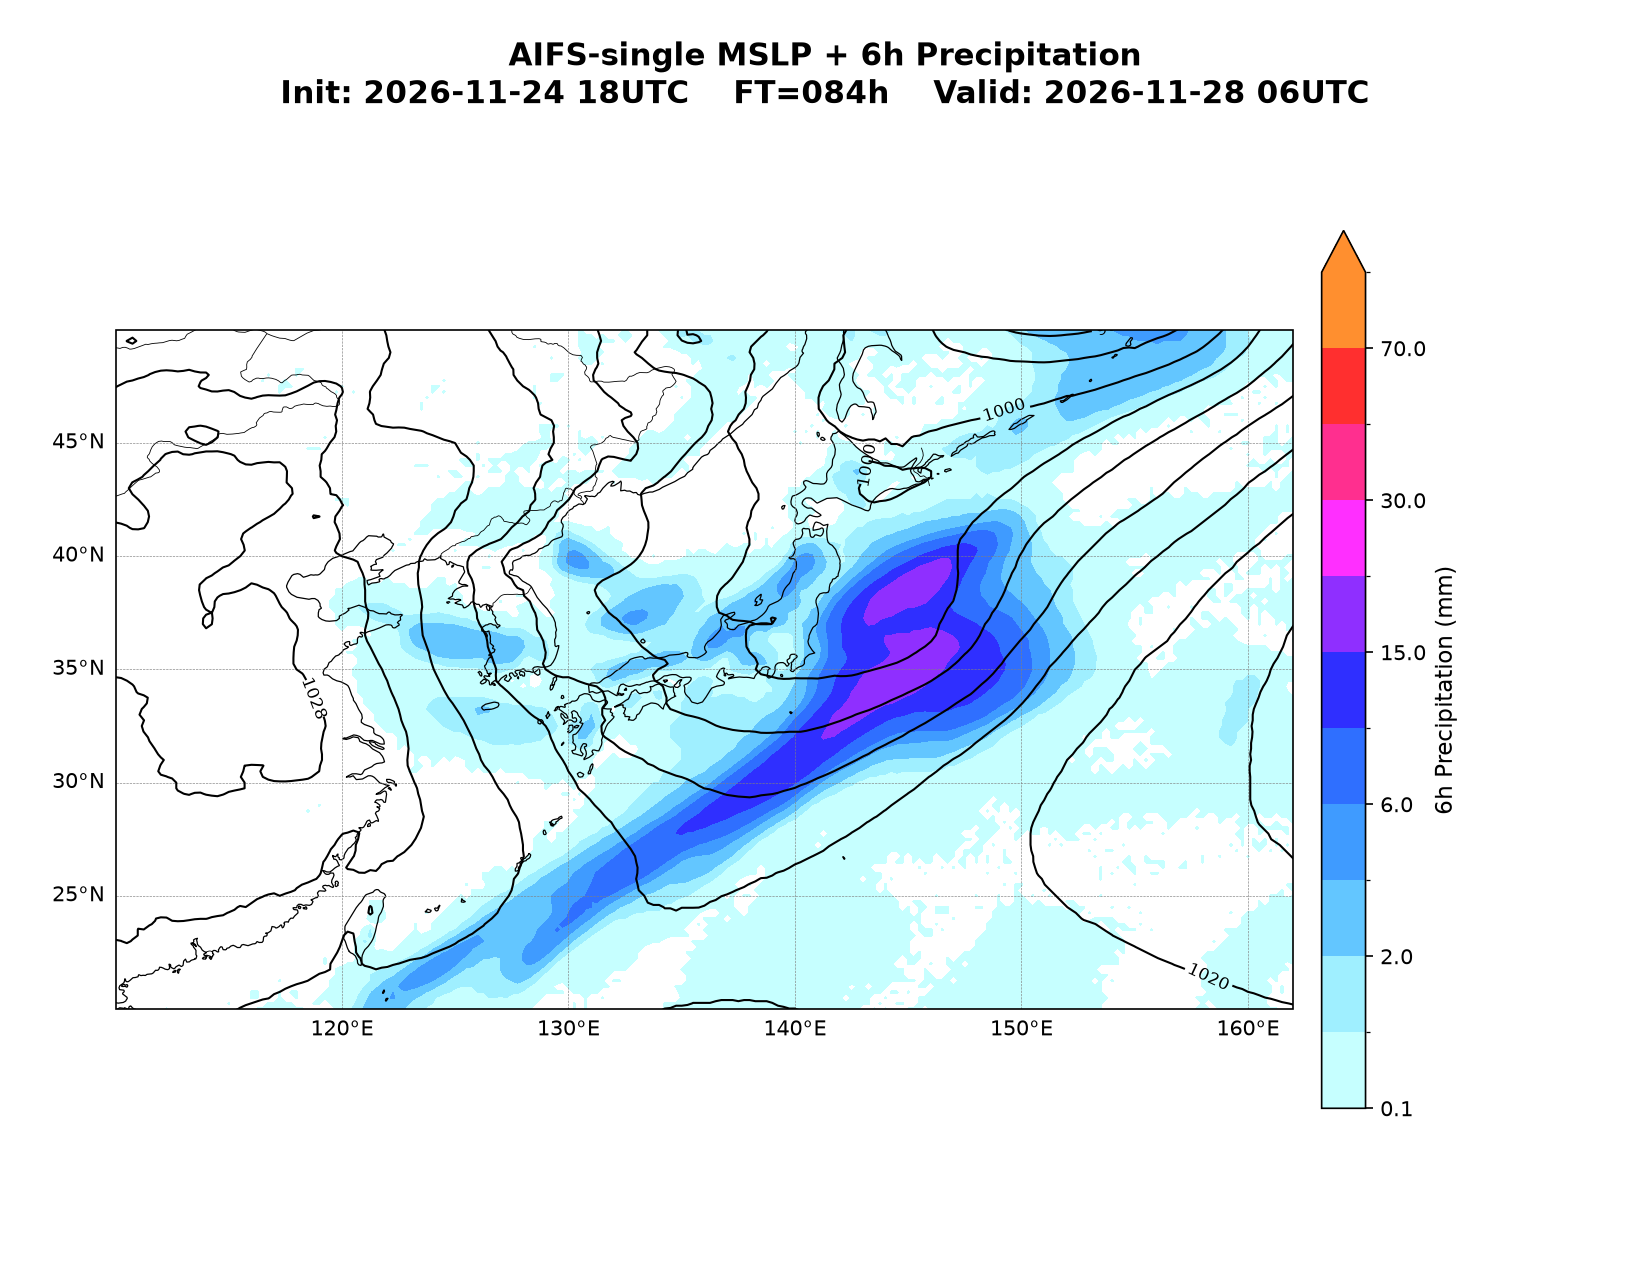 AIFS-single MSLP + 6h Precipitation
Init: 2026-11-24 18UTC    FT=084h    Valid: 2026-11-28 06UTC
70.0
30.0
15.0
6.0
2.0
0.1
6h Precipitation (mm)
45°N
40°N
35°N
30°N
25°N
1000
1000
1028
1020
120°E
130°E
140°E
150°E
160°E